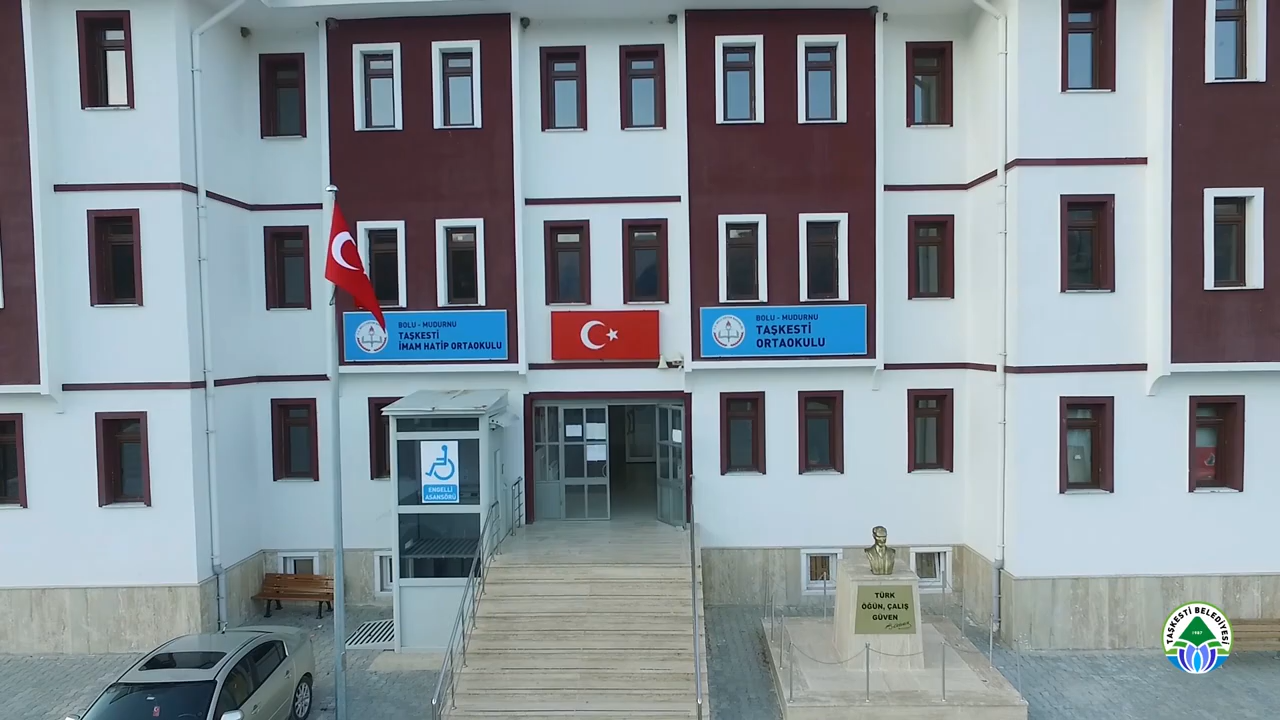 BOLU - MUDURNU
TAŞKESTİ
İMAM HATİP ORTAOKULU
BOLU - MUDURNU
TAŞKESTİ
ORTAOKULU
ENGELLİ
ASANSÖRÜ
TÜRK
ÖĞÜN, ÇALIŞ
GÜVEN
TAŞKESTİ BELEDİYESİ
1987